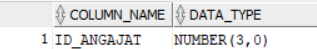 COLUMN_NAME DATA_TYPE
1 ID_ANGAJAT NUMBER(3,0)